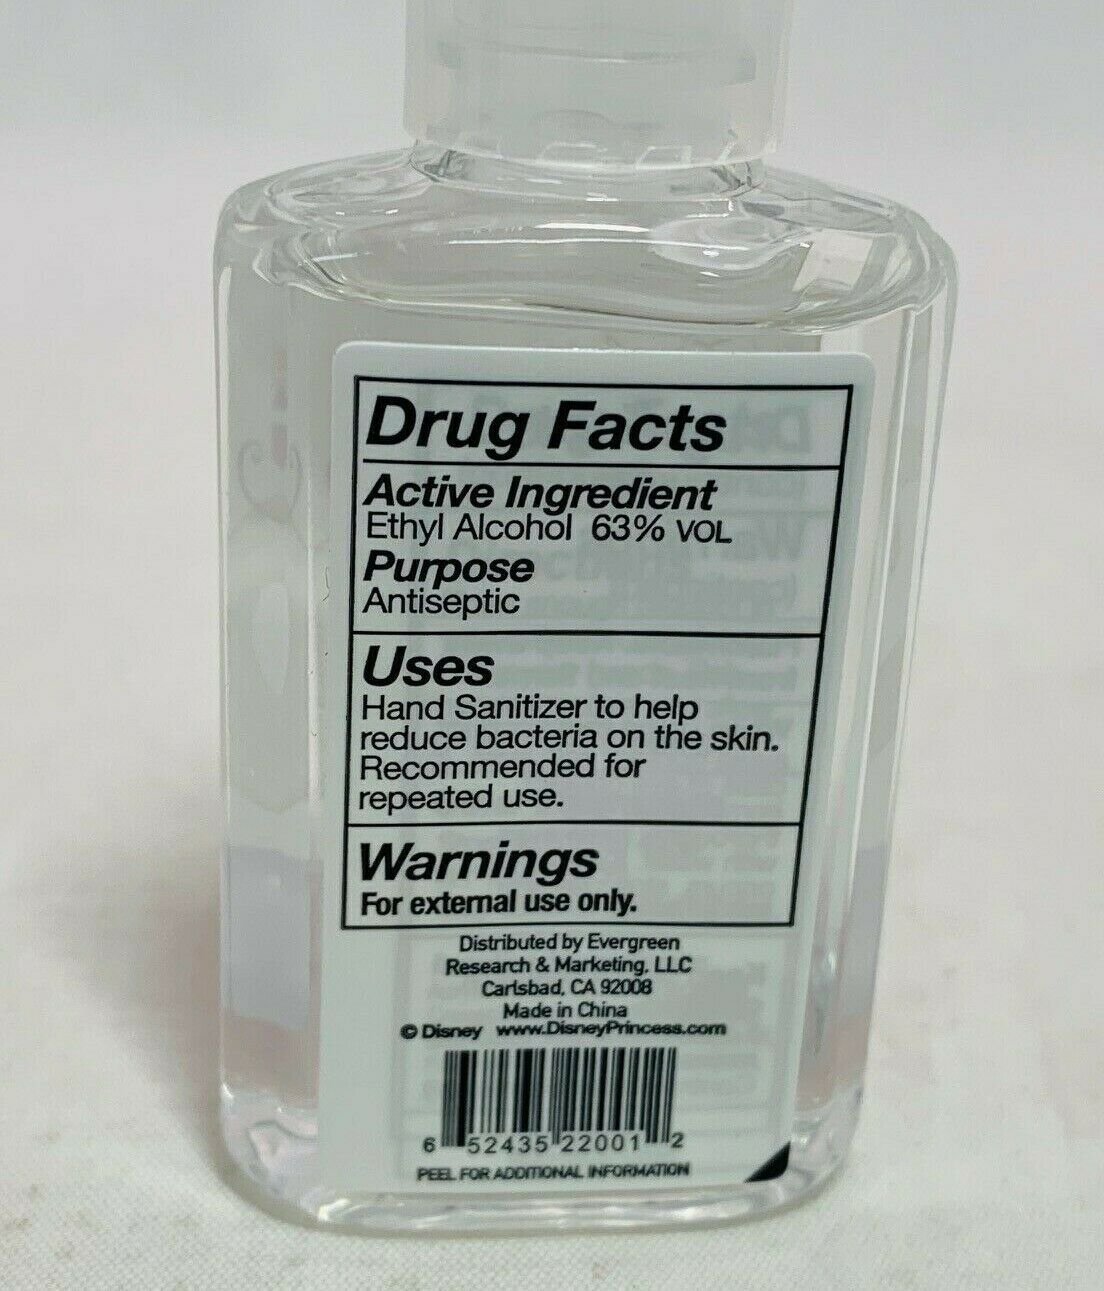 Drug Facts
Active Ingredient
Ethyl Alcohol 63% VOL
Purpose
Antiseptic
Uses
Hand Sanitizer to help
reduce bacteria on the skin.
Recommended for
repeated use.
Warnings
For external use only.
Distributed by Evergreen
Research & Marketing, LLC
Carlsbad, CA 92008
Made in China
© Disney www.DisneyPrincess.com
6 52435 22001 2
PEEL FOR ADDITIONAL INFORMATION